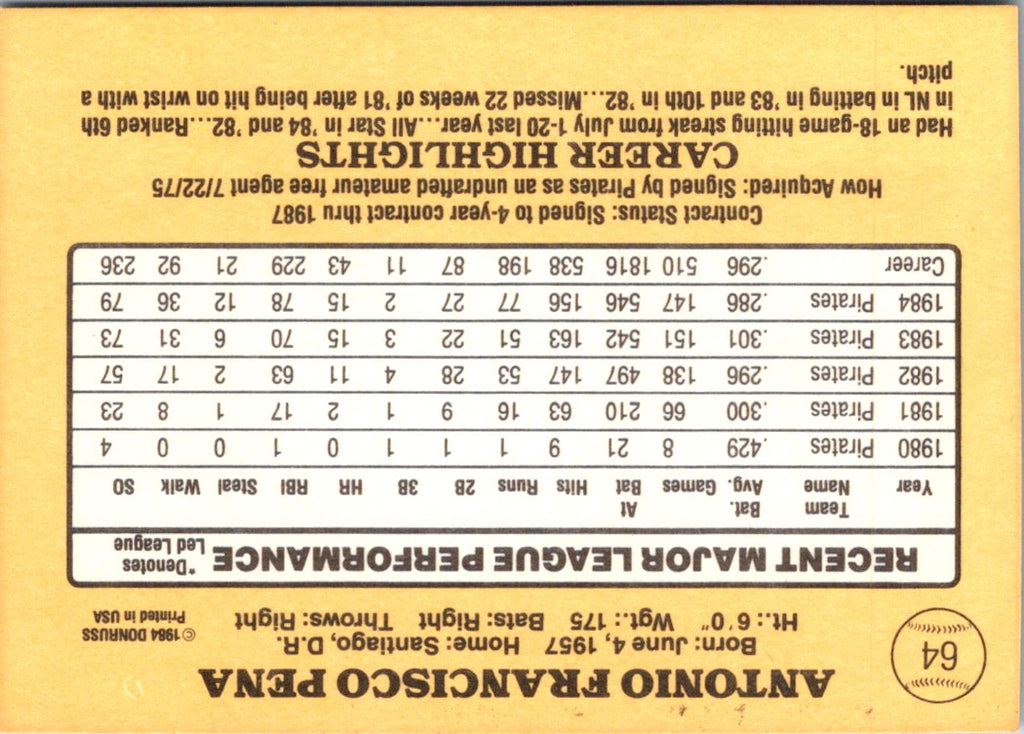 64
ANTONIO FRANCISCO PENA
Born: June 4, 1957 Home: Santiago, D.R.
Ht.: 6'0" Wgt.: 175 Bats: Right Throws: Right
©1984 DONRUSS
Printed in USA
RECENT MAJOR LEAGUE PERFORMANCE *Denotes Led League
Year Team Name Bat. Avg. Games At Bat Hits Runs 2B 3B HR RBI Steal Walk SO
1980 Pirates .429 8 21 9 1 1 1 0 1 0 0 4
1981 Pirates .300 66 210 63 16 9 1 2 17 1 8 23
1982 Pirates .296 138 497 147 53 28 4 11 63 2 17 57
1983 Pirates .301 151 542 163 51 22 3 15 70 6 31 73
1984 Pirates .286 147 546 156 77 27 2 15 78 12 36 79
Career .296 510 1816 538 198 87 11 43 229 21 92 236
Contract Status: Signed to 4-year contract thru 1987
How Acquired: Signed by Pirates as an undrafted amateur free agent 7/22/75
CAREER HIGHLIGHTS
Had an 18-game hitting streak from July 1-20 last year...All Star in '84 and '82...Ranked 6th
in NL in batting in '83 and 10th in '82...Missed 22 weeks of '81 after being hit on wrist with a
pitch.